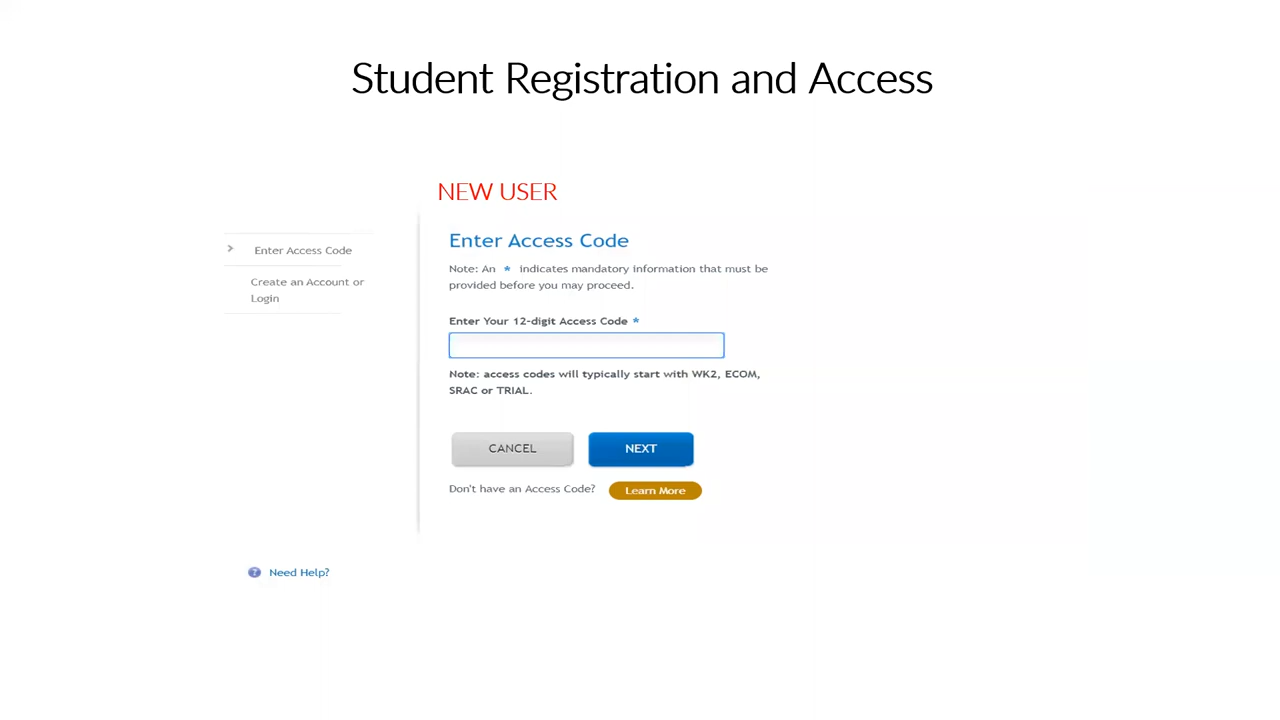 Student Registration and Access
NEW USER
Enter Access Code
Create an Account or
Login
Enter Access Code
Note: An * indicates mandatory information that must be
provided before you may proceed.
Enter Your 12-digit Access Code *
Note: access codes will typically start with WK2, ECOM,
SRAC or TRIAL.
CANCEL NEXT
Don't have an Access Code? Learn More
Need Help?